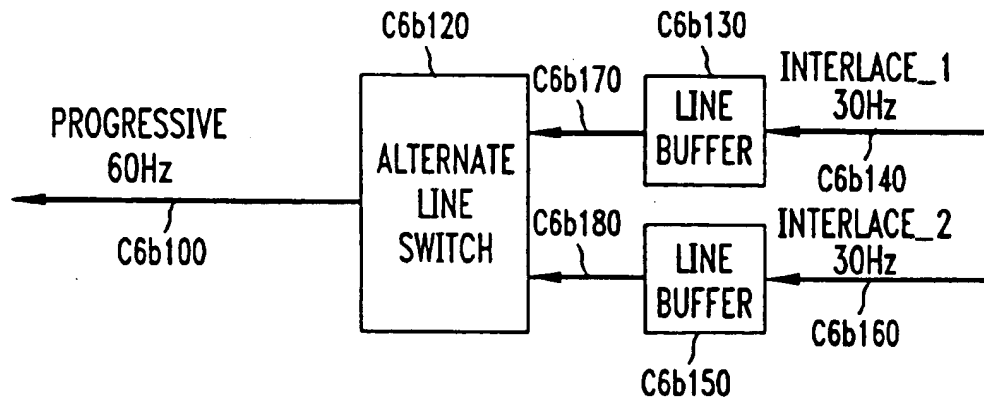 C6b120
C6b130
C6b170
INTERLACE_1
30Hz
LINE
BUFFER
PROGRESSIVE
60Hz
ALTERNATE
LINE
SWITCH
C6b140
C6b100
C6b180
INTERLACE_2
30Hz
LINE
BUFFER
C6b160
C6b150